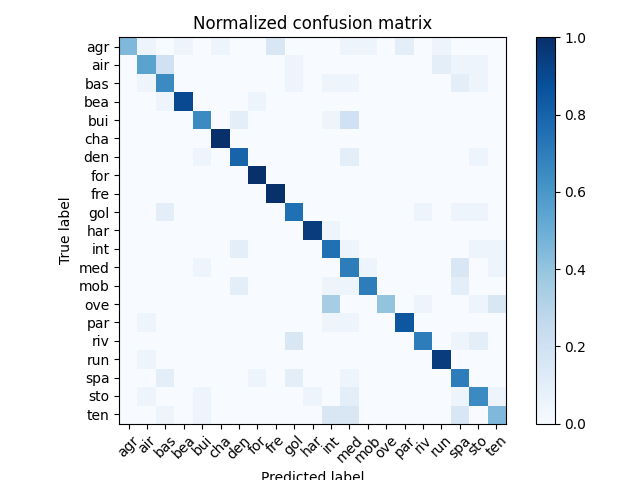 Normalized confusion matrix
True label
agr
air
bas
bea
bui
cha
den
for
fre
gol
har
int
med
mob
ove
par
riv
run
spa
sto
ten
agr air bas bea bui cha den for fre gol har int med mob ove par riv run spa sto ten
Predicted label
1.0
0.8
0.6
0.4
0.2
0.0